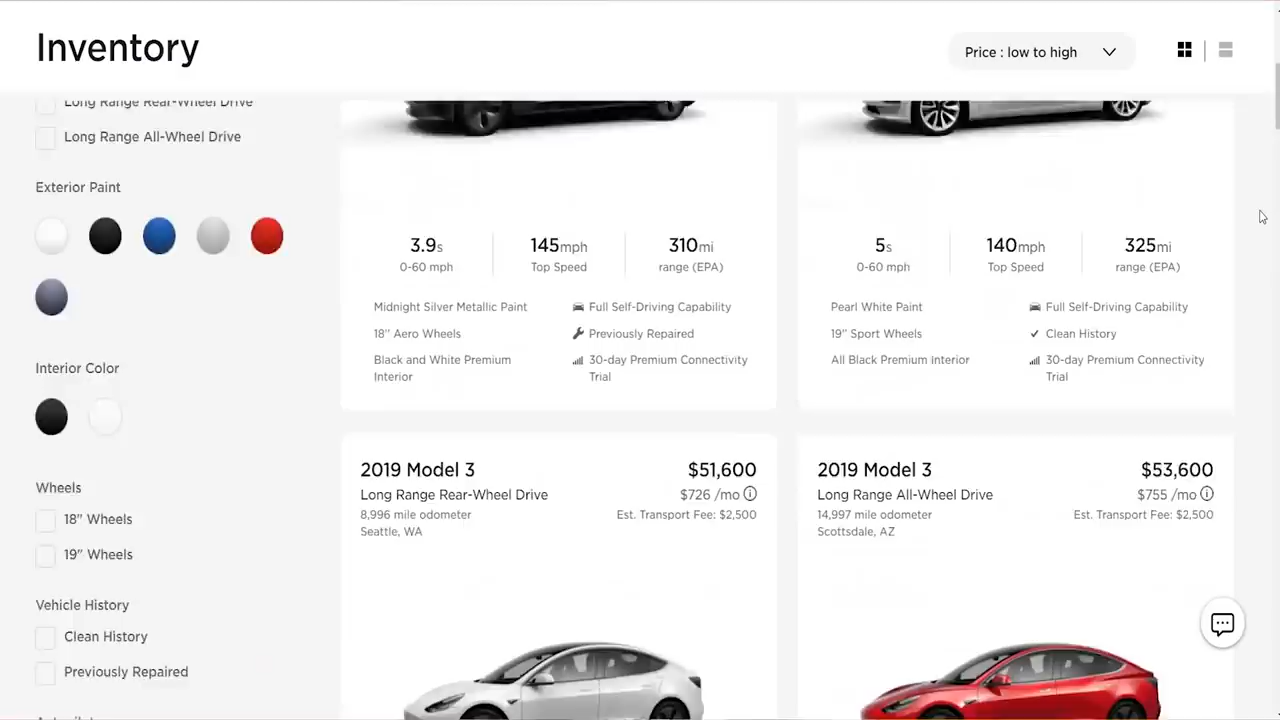 Inventory
Price : low to high
Long Range Rear-Wheel Drive
Long Range All-Wheel Drive
Exterior Paint
Interior Color
Wheels
18" Wheels
19" Wheels
Vehicle History
Clean History
Previously Repaired
3.9s
0-60 mph
145mph
Top Speed
310mi
range (EPA)
Midnight Silver Metallic Paint
18" Aero Wheels
Black and White Premium
Interior
Full Self-Driving Capability
Previously Repaired
30-day Premium Connectivity
Trial
5s
0-60 mph
140mph
Top Speed
325mi
range (EPA)
Pearl White Paint
19" Sport Wheels
All Black Premium Interior
Full Self-Driving Capability
Clean History
30-day Premium Connectivity
Trial
2019 Model 3
$51,600
Long Range Rear-Wheel Drive
$726 /mo
8,996 mile odometer
Est. Transport Fee: $2,500
Seattle, WA
2019 Model 3
$53,600
Long Range All-Wheel Drive
$755 /mo
14,997 mile odometer
Est. Transport Fee: $2,500
Scottsdale, AZ